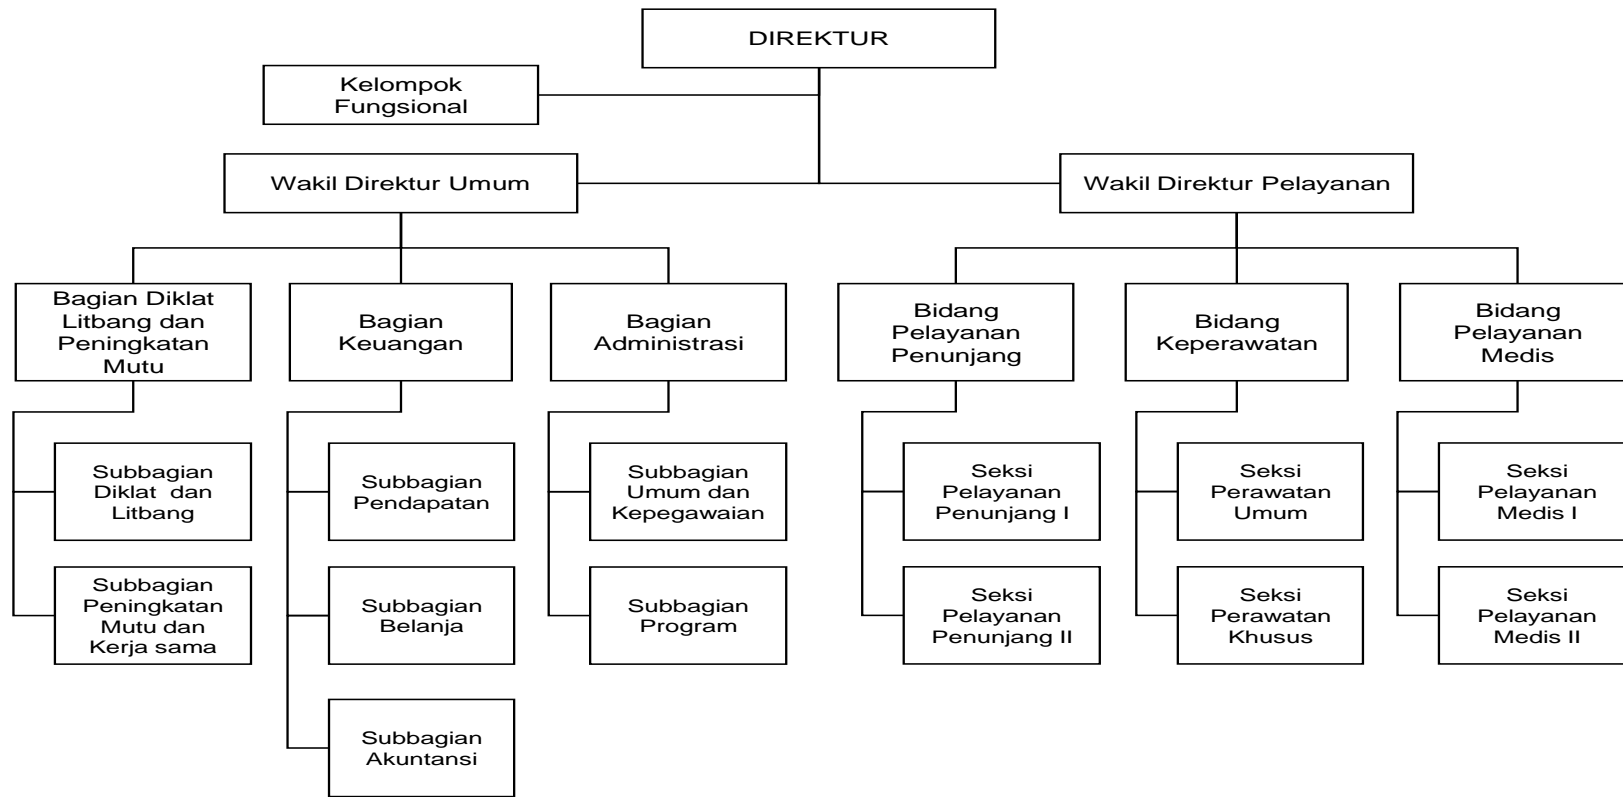 DIREKTUR
Kelompok
Fungsional
Wakil Direktur Umum
Wakil Direktur Pelayanan
Bagian Diklat
Litbang dan
Peningkatan
Mutu
Bagian
Keuangan
Bagian
Administrasi
Bidang
Pelayanan
Penunjang
Bidang
Keperawatan
Bidang
Pelayanan
Medis
Subbagian
Diklat dan
Litbang
Subbagian
Pendapatan
Subbagian
Umum dan
Kepegawaian
Seksi
Pelayanan
Penunjang I
Seksi
Perawatan
Umum
Seksi
Pelayanan
Medis I
Subbagian
Peningkatan
Mutu dan
Kerja sama
Subbagian
Belanja
Subbagian
Program
Seksi
Pelayanan
Penunjang II
Seksi
Perawatan
Khusus
Seksi
Pelayanan
Medis II
Subbagian
Akuntansi